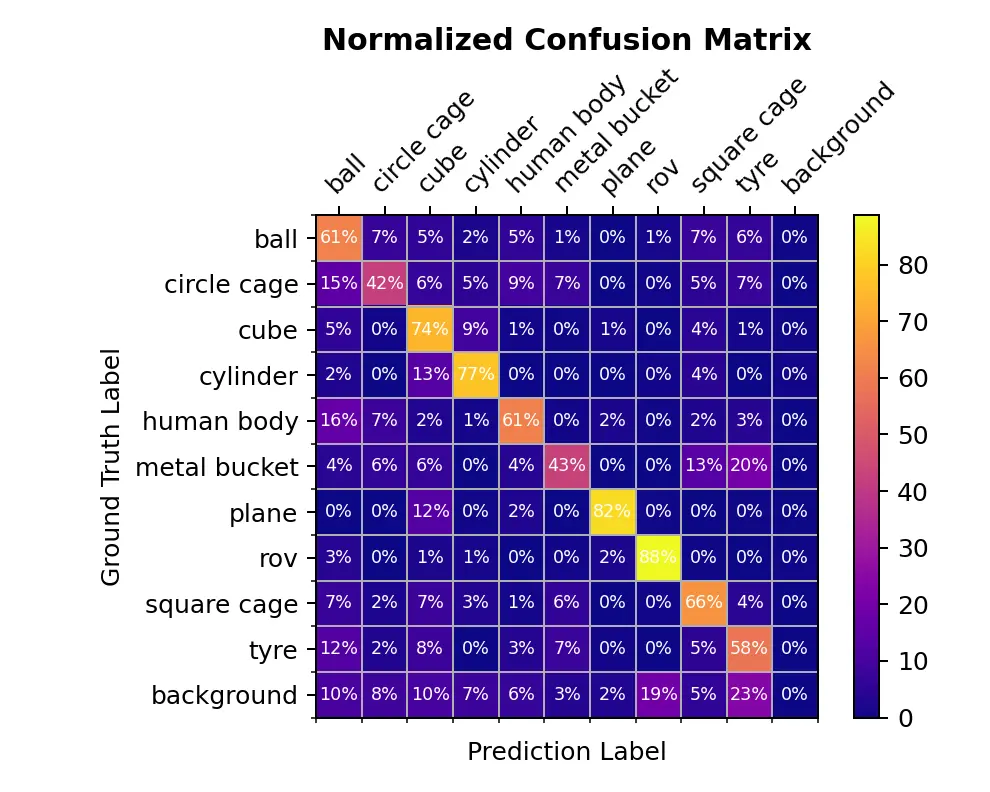 Normalized Confusion Matrix
ball circle cage cube cylinder human body metal bucket plane rov square cage tyre background
ball 61% 7% 5% 2% 5% 1% 0% 1% 7% 6% 0%
circle cage 15% 42% 6% 5% 9% 7% 0% 0% 5% 7% 0%
cube 5% 0% 74% 9% 1% 0% 1% 0% 4% 1% 0%
cylinder 2% 0% 13% 77% 0% 0% 0% 0% 4% 0% 0%
human body 16% 7% 2% 1% 61% 0% 2% 0% 2% 3% 0%
metal bucket 4% 6% 6% 0% 4% 43% 0% 0% 13% 20% 0%
plane 0% 0% 12% 0% 2% 0% 82% 0% 0% 0% 0%
rov 3% 0% 1% 1% 0% 0% 2% 88% 0% 0% 0%
square cage 7% 2% 7% 3% 1% 6% 0% 0% 66% 4% 0%
tyre 12% 2% 8% 0% 3% 7% 0% 0% 5% 58% 0%
background 10% 8% 10% 7% 6% 3% 2% 19% 5% 23% 0%
Ground Truth Label
Prediction Label
80
70
60
50
40
30
20
10
0